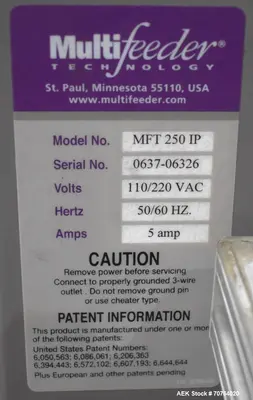 Multifeeder®
TECHNOLOGY
St. Paul, Minnesota 55110, USA
www.multifeeder.com
Model No. MFT 250 IP
Serial No. 0637-06326
Volts 110/220 VAC
Hertz 50/60 HZ.
Amps 5 amp
CAUTION
Remove power before servicing
Connect to properly grounded 3-wire
outlet . Do not remove ground pin
or use cheater type.
PATENT INFORMATION
This product is manufactured under one or more
of the following patents:
United States Patent Numbers:
6,050,563; 6,086,061; 6,206,363
6,394,443; 6,572,102; 6,607,193; 6,644,644
Plus European and other patents pending
AEK Stock #